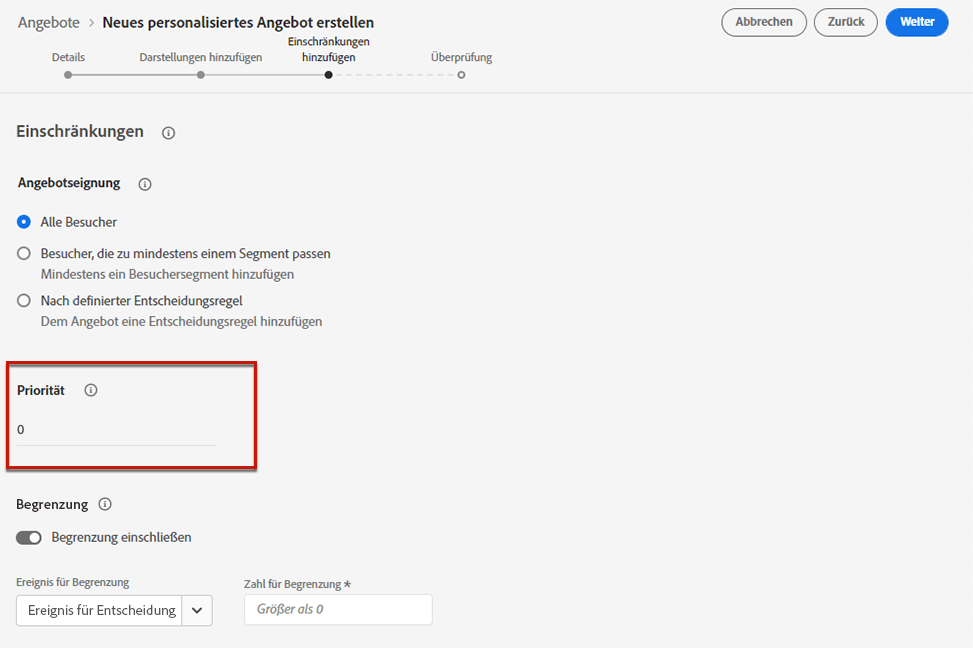 Angebote > Neues personalisiertes Angebot erstellen
Abbrechen
Zurück
Weiter
Details
Darstellungen hinzufügen
Einschränkungen
hinzufügen
Überprüfung
Einschränkungen
Angebotseignung
Alle Besucher
Besucher, die zu mindestens einem Segment passen
Mindestens ein Besuchersegment hinzufügen
Nach definierter Entscheidungsregel
Dem Angebot eine Entscheidungsregel hinzufügen
Priorität
0
Begrenzung
Begrenzung einschließen
Ereignis für Begrenzung
Ereignis für Entscheidung
Zahl für Begrenzung *
Größer als 0